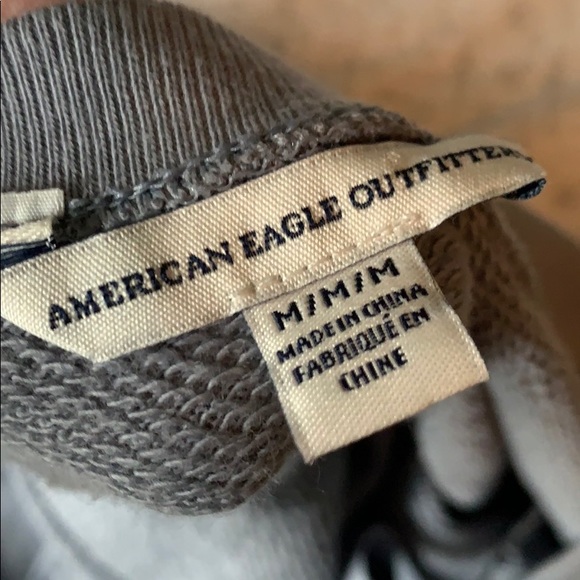 AMERICAN EAGLE OUTFITTERS
M/M/M
MADE IN CHINA
FABRIQUÉ EN
CHINE